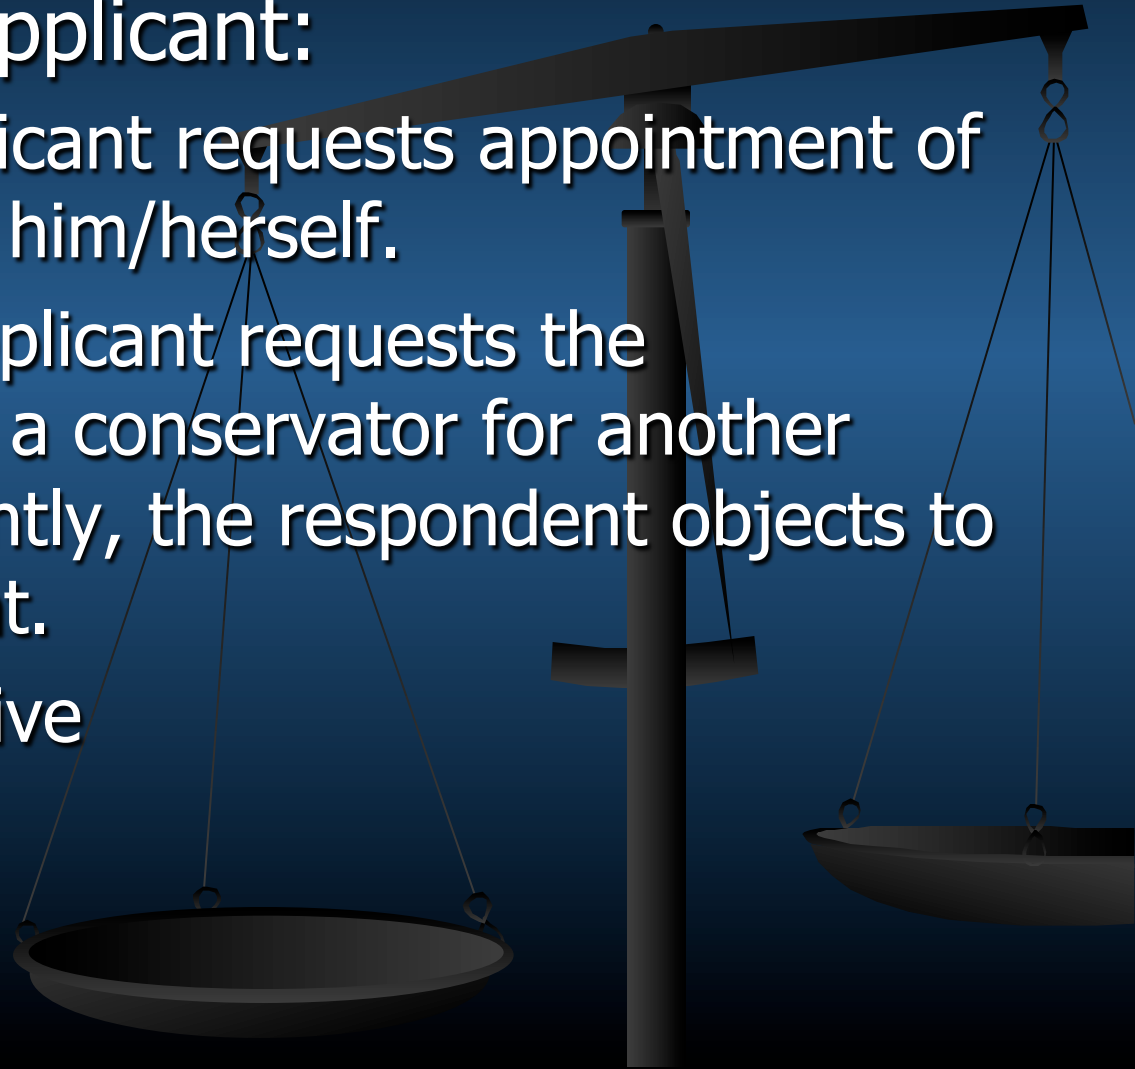 pplicant:
icant requests appointment of
him/herself.
plicant requests the
a conservator for another
ntly, the respondent objects to
t.
ive